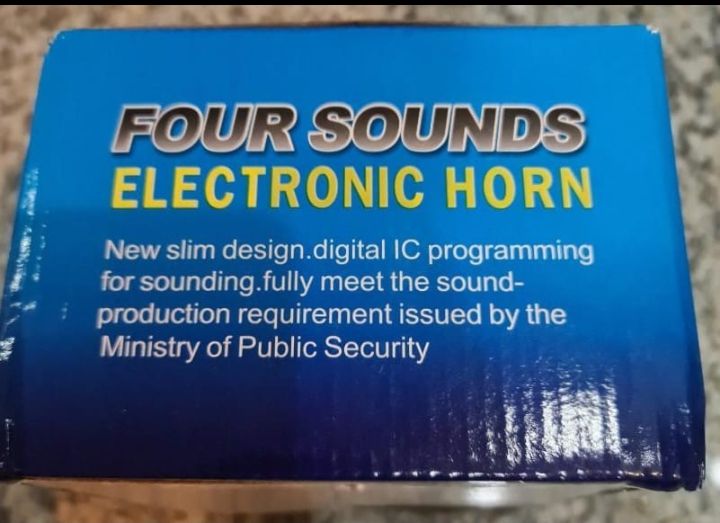 FOUR SOUNDS
ELECTRONIC HORN
New slim design.digital IC programming
for sounding.fully meet the sound-
production requirement issued by the
Ministry of Public Security